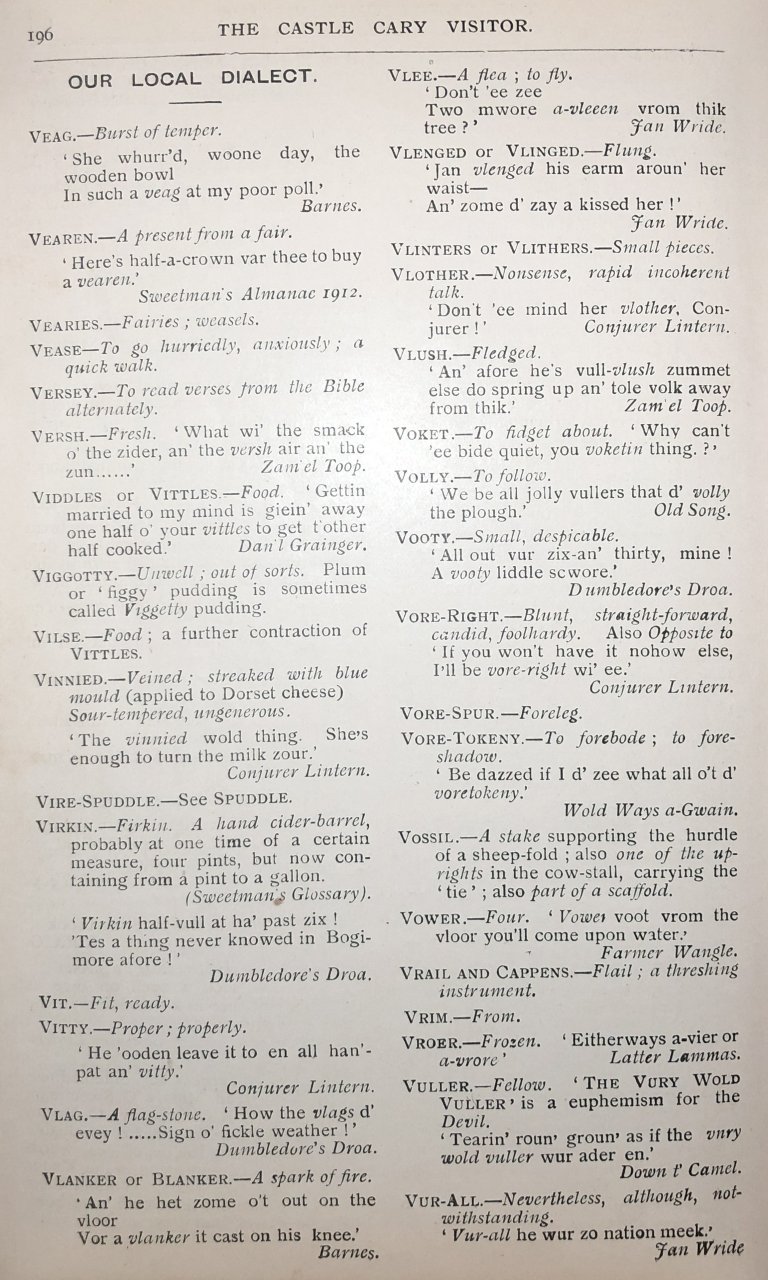 196
THE CASTLE CARY VISITOR.
OUR LOCAL DIALECT.
VEAG.—Burst of temper.
‘ She whurr'd, woone day, the
wooden bowl
In such a veag at my poor poll.’
Barnes.
VEAREN.—A present from a fair.
‘ Here's half-a-crown var thee to buy
a vearen.’
Sweetman's Almanac 1912.
VEARIES.—Fairies ; weasels.
VEASE—To go hurriedly, anxiously ; a
quick walk.
VERSEY.—To read verses from the Bible
alternately.
VERSH.—Fresh. ‘ What wi' the smack
o' the zider, an' the versh air an' the
zun......’ Zam'el Toop.
VIDDLES or VITTLES.—Food. ‘ Gettin
married to my mind is giein' away
one half o' your vittles to get t'other
half cooked.’ Dan'l Grainger.
VIGGOTTY.—Unwell ; out of sorts. Plum
or ‘ figgy ’ pudding is sometimes
called Viggetty pudding.
VILSE.—Food ; a further contraction of
VITTLES.
VINNIED.—Veined ; streaked with blue
mould (applied to Dorset cheese)
Sour-tempered, ungenerous.
‘ The vinnied wold thing. She's
enough to turn the milk zour.’
Conjurer Lintern.
VIRE-SPUDDLE.—See SPUDDLE.
VIRKIN.—Firkin. A hand cider-barrel,
probably at one time of a certain
measure, four pints, but now con-
taining from a pint to a gallon.
(Sweetman's Glossary).
‘ Virkin half-vull at ha' past zix !
'Tes a thing never knowed in Bogi-
more afore ! ’
Dumbledore's Droa.
VIT.—Fit, ready.
VITTY.—Proper ; properly.
‘ He 'ooden leave it to en all han'-
pat an' vitty.’
Conjurer Lintern.
VLAG.—A flag-stone. ‘ How the vlags d'
evey ! .....Sign o' fickle weather ! ’
Dumbledore's Droa.
VLANKER or BLANKER.—A spark of fire.
‘ An' he het zome o't out on the
vloor
Vor a vlanker it cast on his knee.’
Barnes.
VLEE.—A flea ; to fly.
‘ Don't 'ee zee
Two mwore a-vleeen vrom thik
tree ? ’ Jan Wride.
VLENGED or VLINGED.—Flung.
‘ Jan vlenged his earm aroun' her
waist—
An' zome d' zay a kissed her ! ’
Jan Wride.
VLINTERS or VLITHERS.—Small pieces.
VLOTHER.—Nonsense, rapid incoherent
talk.
‘ Don't 'ee mind her vlother, Con-
jurer ! ’ Conjurer Lintern.
VLUSH.—Fledged.
‘ An' afore he's vull-vlush zummet
else do spring up an' tole volk away
from thik.’ Zam'el Toop.
VOKET.—To fidget about. ‘ Why can't
'ee bide quiet, you voketin thing. ? ’
VOLLY.—To follow.
‘ We be all jolly vullers that d' volly
the plough.’ Old Song.
VOOTY.—Small, despicable.
‘ All out vur zix-an' thirty, mine !
A vooty liddle scwore.’
Dumbledore's Droa.
VORE-RIGHT.—Blunt, straight-forward,
candid, foolhardy. Also Opposite to
‘ If you won't have it nohow else,
I'll be vore-right wi' ee.’
Conjurer Lintern.
VORE-SPUR.—Foreleg.
VORE-TOKENY.—To forebode ; to fore-
shadow.
‘ Be dazzed if I d' zee what all o't d'
voretokeny.’
Wold Ways a-Gwain.
VOSSIL.—A stake supporting the hurdle
of a sheep-fold ; also one of the up-
rights in the cow-stall, carrying the
‘ tie ’ ; also part of a scaffold.
VOWER.—Four. ‘ Vower voot vrom the
vloor you'll come upon water.’
Farmer Wangle.
VRAIL AND CAPPENS.—Flail ; a threshing
instrument.
VRIM.—From.
VROER.—Frozen. ‘ Eitherways a-vier or
a-vrore ’ Latter Lammas.
VULLER.—Fellow. ‘ THE VURY WOLD
VULLER ’ is a euphemism for the
Devil.
‘ Tearin' roun' groun' as if the vury
wold vuller wur ader en.’
Down t' Camel.
VUR-ALL.—Nevertheless, although, not-
withstanding.
‘ Vur-all he wur zo nation meek.’
Jan Wride